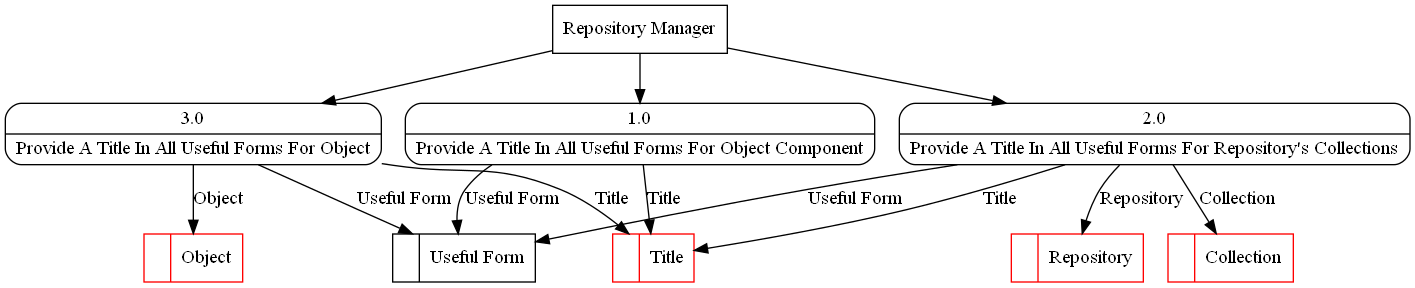 Repository Manager
3.0
Provide A Title In All Useful Forms For Object
1.0
Provide A Title In All Useful Forms For Object Component
2.0
Provide A Title In All Useful Forms For Repository's Collections
Object
Useful Form
Useful Form
Title
Title
Useful Form
Title
Repository
Collection
Object
Useful Form
Title
Repository
Collection